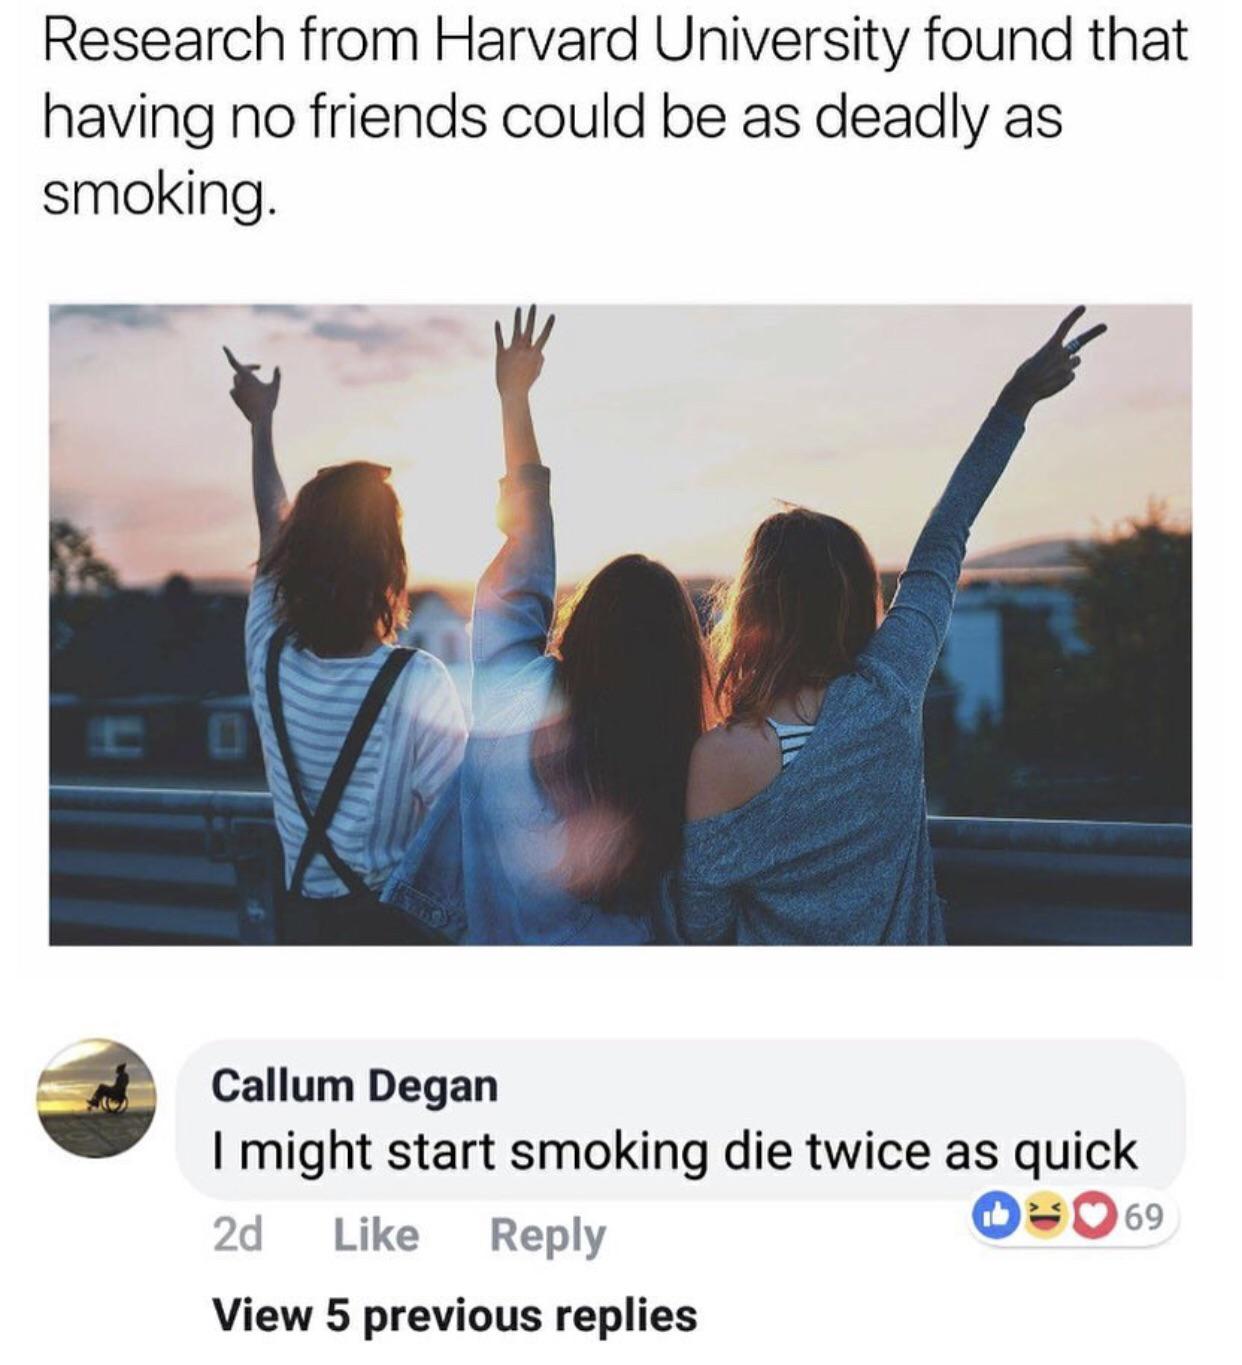 Research from Harvard University found that
having no friends could be as deadly as
smoking.
Callum Degan
I might start smoking die twice as quick
2d Like Reply
69
View 5 previous replies